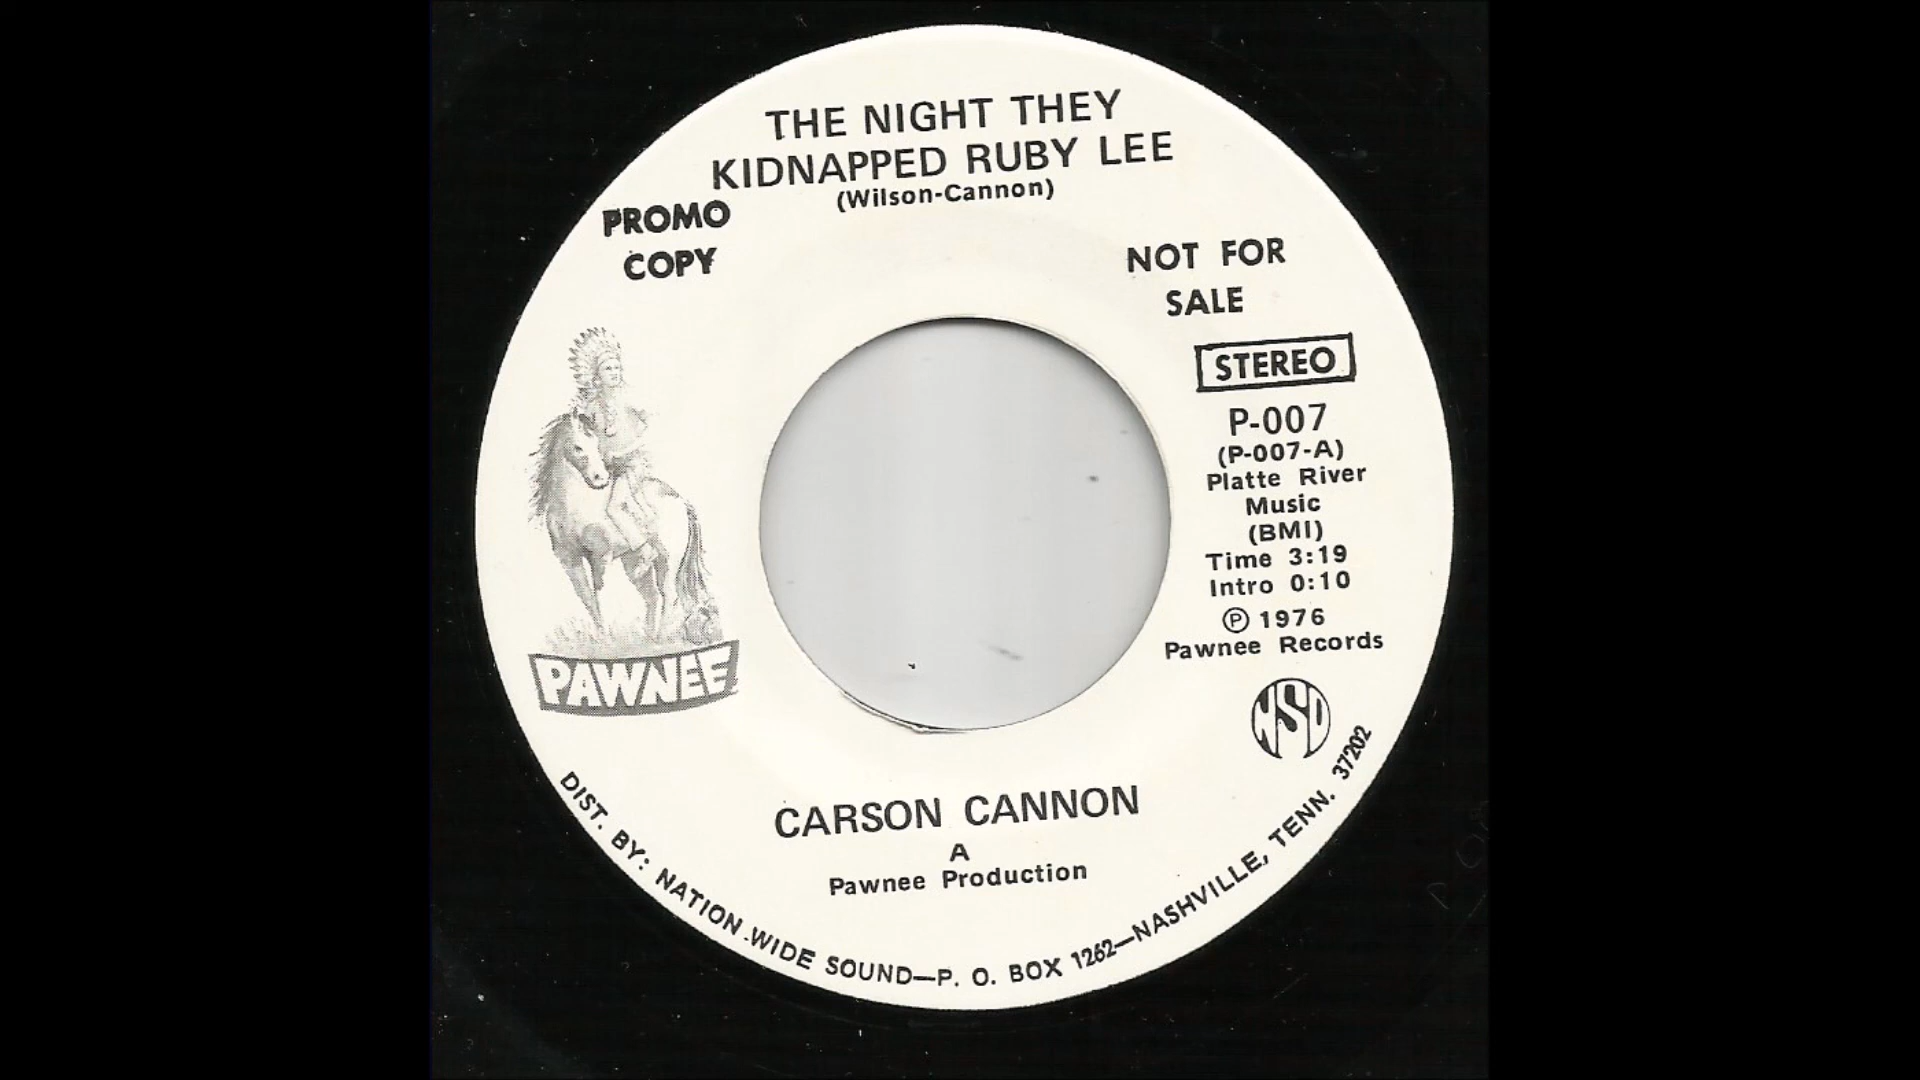 THE NIGHT THEY
KIDNAPPED RUBY LEE
(Wilson-Cannon)
PROMO
COPY
NOT FOR
SALE
STEREO
P-007
(P-007-A)
Platte River
Music
(BMI)
Time 3:19
Intro 0:10
Ⓟ 1976
Pawnee Records
PAWNEE
NSD
CARSON CANNON
A
Pawnee Production
DIST. BY: NATION WIDE SOUND—P. O. BOX 1262—NASHVILLE, TENN. 37202